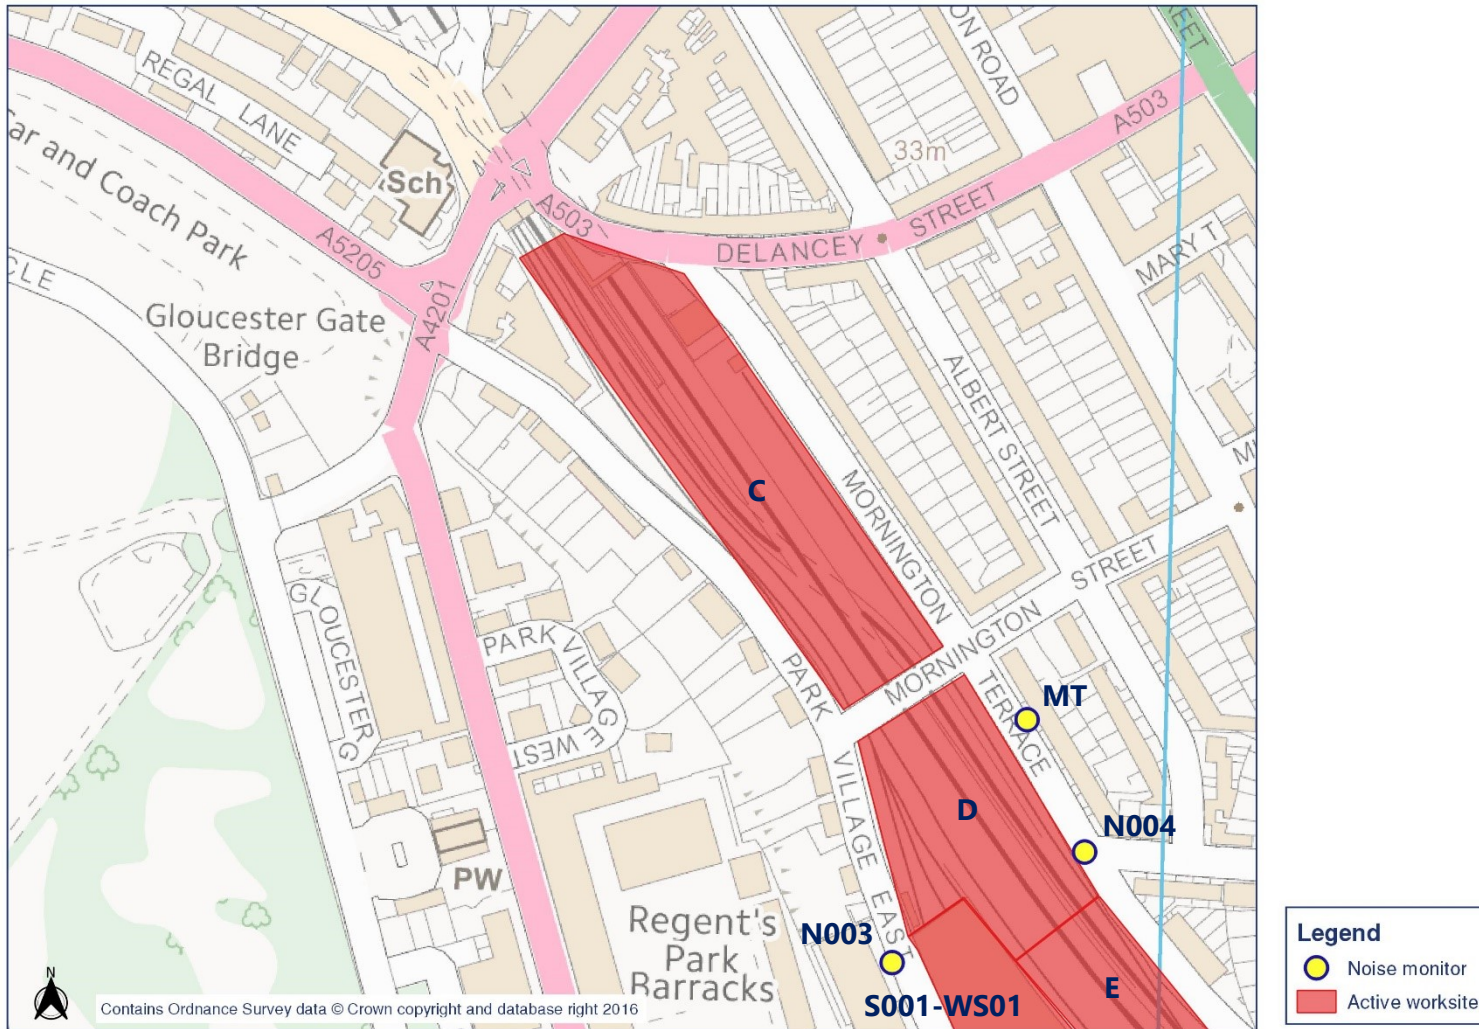 REGAL LANE
Car and Coach Park
Sch
A503
A5205
A4201
Gloucester Gate
Bridge
CLE
DELANCEY STREET
33m
ON ROAD
REET
A503
MARY T
ALBERT STREET
MORNINGTON
C
MORNINGTON STREET
TERRACE
MT
PARK VILLAGE WEST
GLOUCESTER G
PARK
VILLAGE EAST
D
N004
PW
Regent's
Park
Barracks
N003
S001-WS01
E
N
Contains Ordnance Survey data © Crown copyright and database right 2016
Legend
Noise monitor
Active worksite